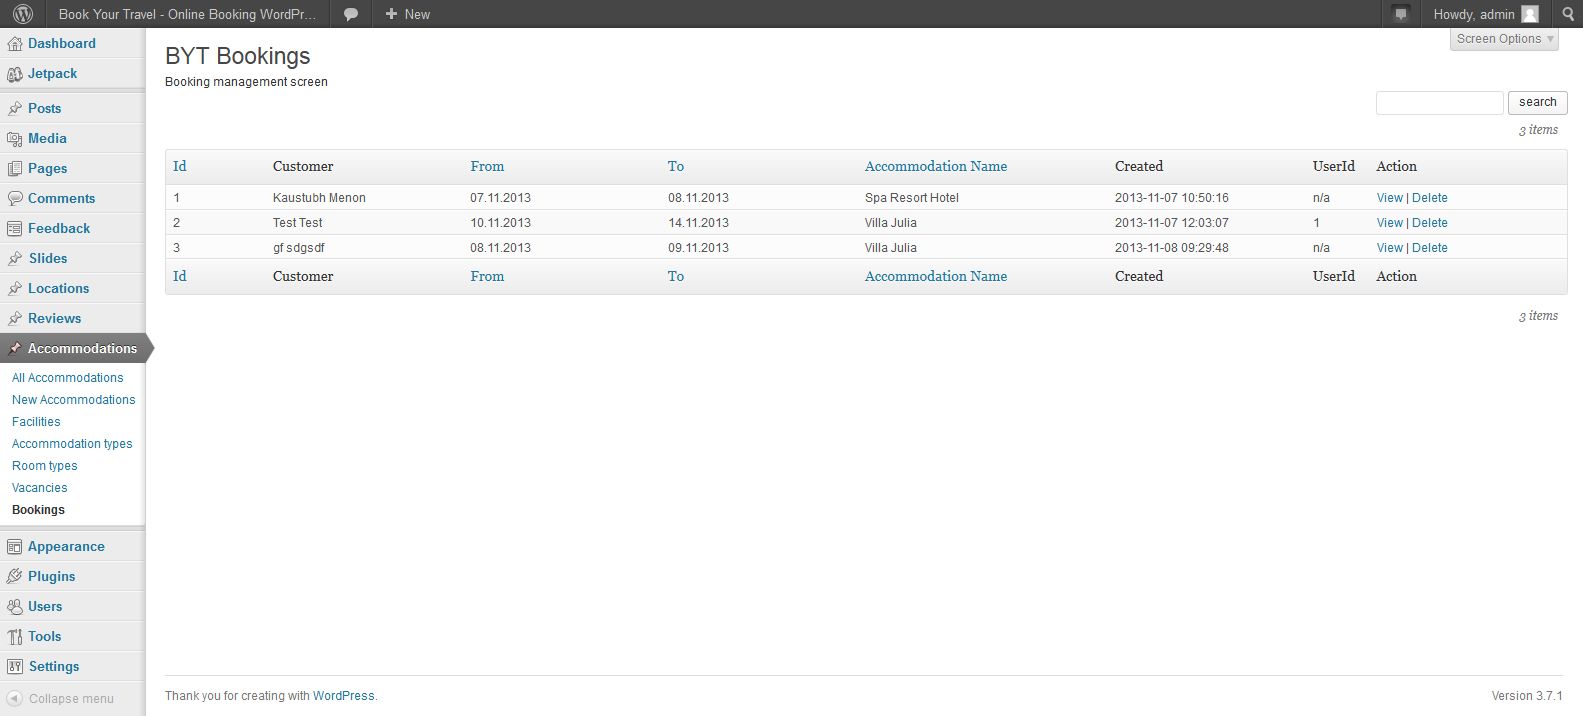 Book Your Travel - Online Booking WordPr...
New
Howdy, admin
Screen Options
Dashboard
Jetpack
Posts
Media
Pages
Comments
Feedback
Slides
Locations
Reviews
Accommodations
All Accommodations
New Accommodations
Facilities
Accommodation types
Room types
Vacancies
Bookings
Appearance
Plugins
Users
Tools
Settings
Collapse menu
BYT Bookings
Booking management screen
search
3 items
Id Customer From To Accommodation Name Created UserId Action
1 Kaustubh Menon 07.11.2013 08.11.2013 Spa Resort Hotel 2013-11-07 10:50:16 n/a View | Delete
2 Test Test 10.11.2013 14.11.2013 Villa Julia 2013-11-07 12:03:07 1 View | Delete
3 gf sdgsdf 08.11.2013 09.11.2013 Villa Julia 2013-11-08 09:29:48 n/a View | Delete
Id Customer From To Accommodation Name Created UserId Action
3 items
Thank you for creating with WordPress.
Version 3.7.1